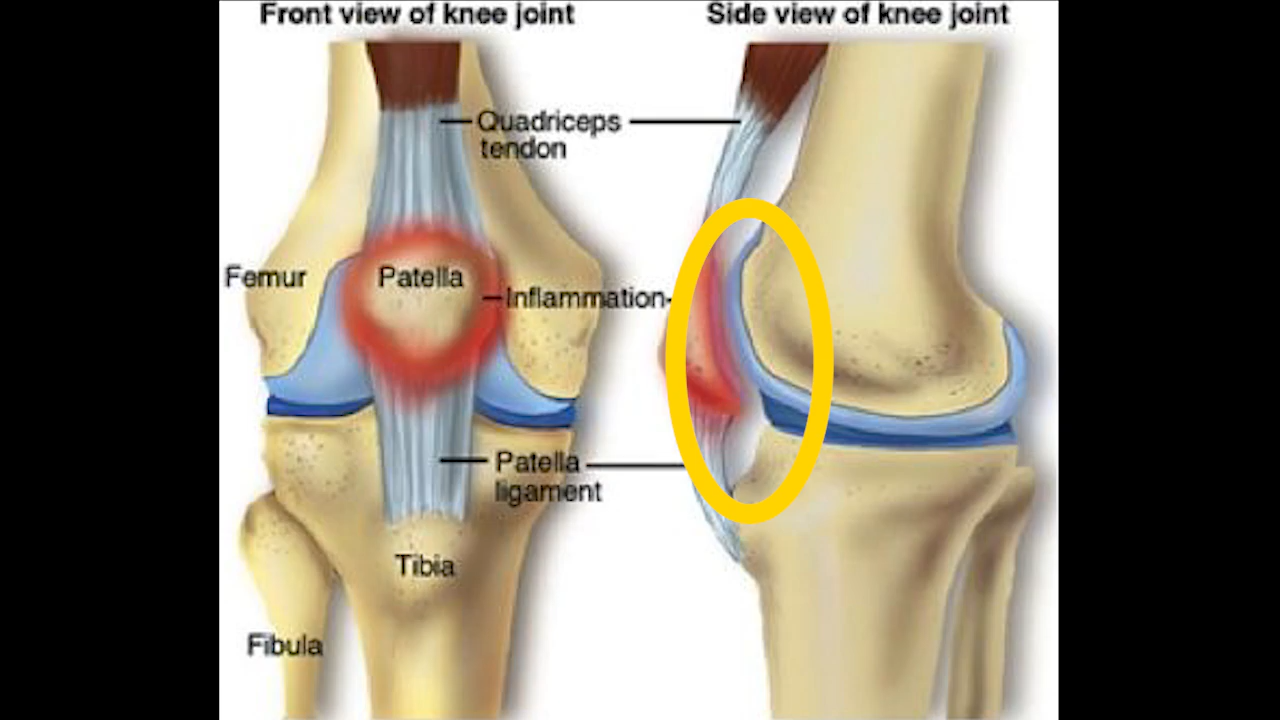 Front view of knee joint
Side view of knee joint
Quadriceps
tendon
Femur
Patella
Inflammation
Patella
ligament
Tibia
Fibula